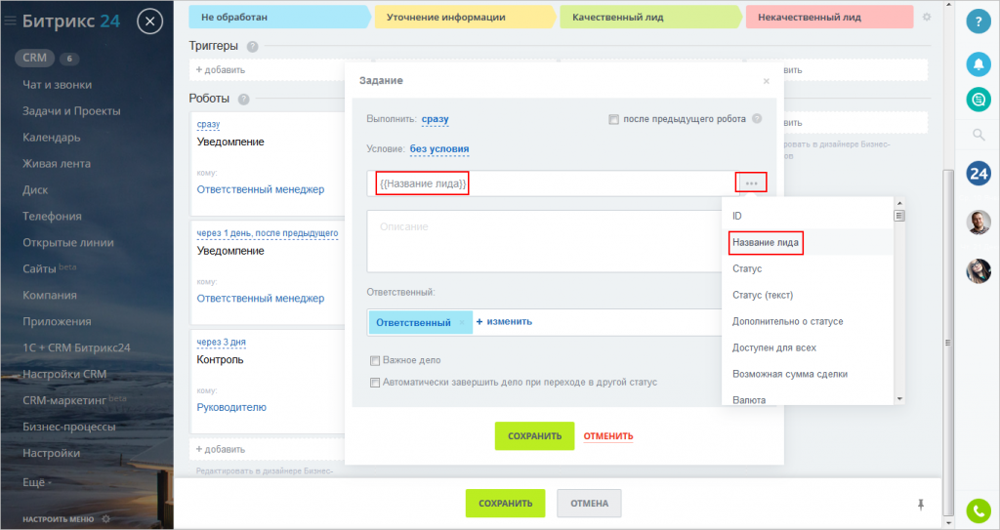 Битрикс 24
CRM 6
Чат и звонки
Задачи и Проекты
Календарь
Живая лента
Диск
Телефония
Открытые линии
Сайты beta
Компания
Приложения
1С + CRM Битрикс24
Настройки CRM
CRM-маркетинг beta
Бизнес-процессы
Настройки
Ещё -
НАСТРОИТЬ МЕНЮ
Не обработан
Уточнение информации
Качественный лид
Некачественный лид
Триггеры ?
+ добавить
вить
Роботы ?
сразу
Уведомление
кому:
Ответственный менеджер
через 1 день, после предыдущего
Уведомление
кому:
Ответственный менеджер
через 3 дня
Контроль
кому:
Руководителю
+ добавить
Редактировать в дизайнере Бизнес-
вить
ровать в дизайнере Бизнес-
ов
Задание ×
Выполнить: сразу
после предыдущего робота ?
Условие: без условия
{{Название лида}} ...
Описание
Ответственный:
Ответственный × + изменить
Важное дело
Автоматически завершить дело при переходе в другой статус
СОХРАНИТЬ ОТМЕНИТЬ
ID
Название лида
Статус
Статус (текст)
Дополнительно о статусе
Доступен для всех
Возможная сумма сделки
Валюта
СОХРАНИТЬ ОТМЕНА
?
24